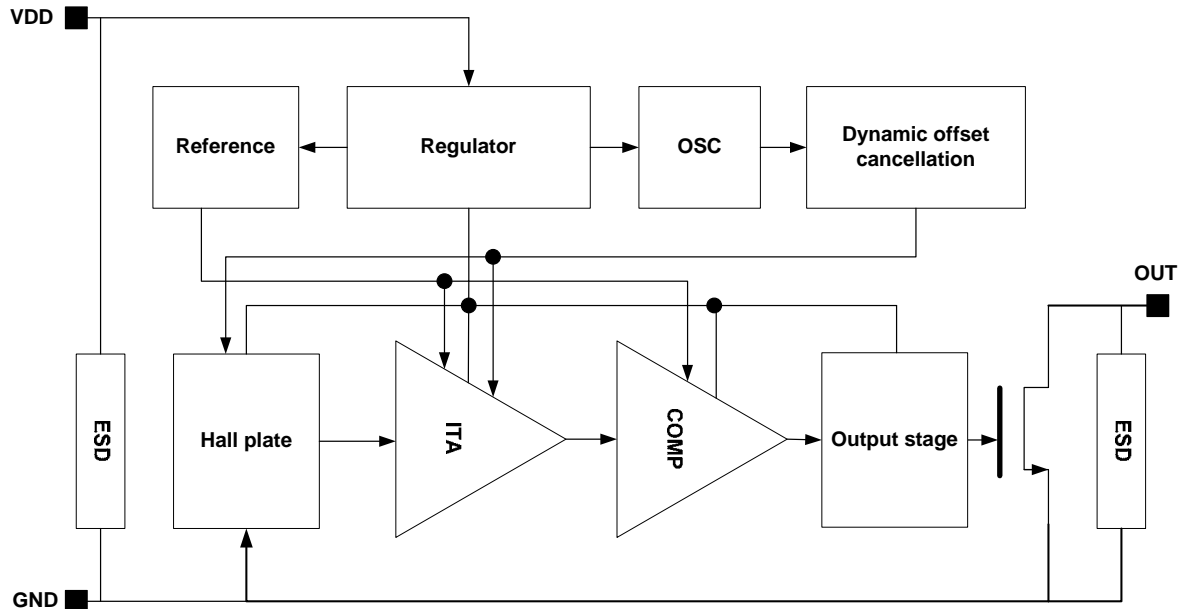 VDD
Reference
Regulator
OSC
Dynamic offset
cancellation
OUT
ESD
Hall plate
ITA
COMP
Output stage
ESD
GND